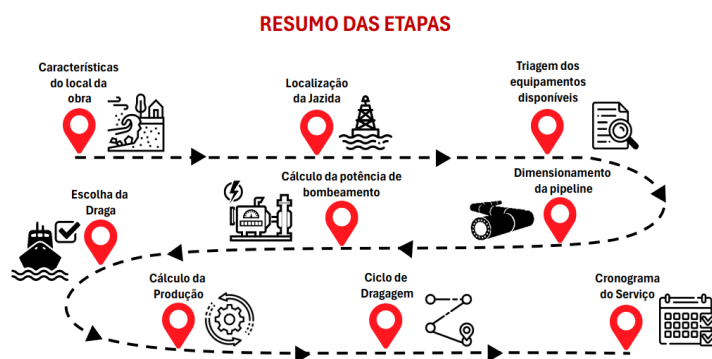 RESUMO DAS ETAPAS
Características
do local da
obra
Localização
da Jazida
Triagem dos
equipamentos
disponíveis
Dimensionamento
da pipeline
Cálculo da potência de
bombeamento
Escolha da
Draga
Cálculo da
Produção
Ciclo de
Dragagem
Cronograma
do Serviço